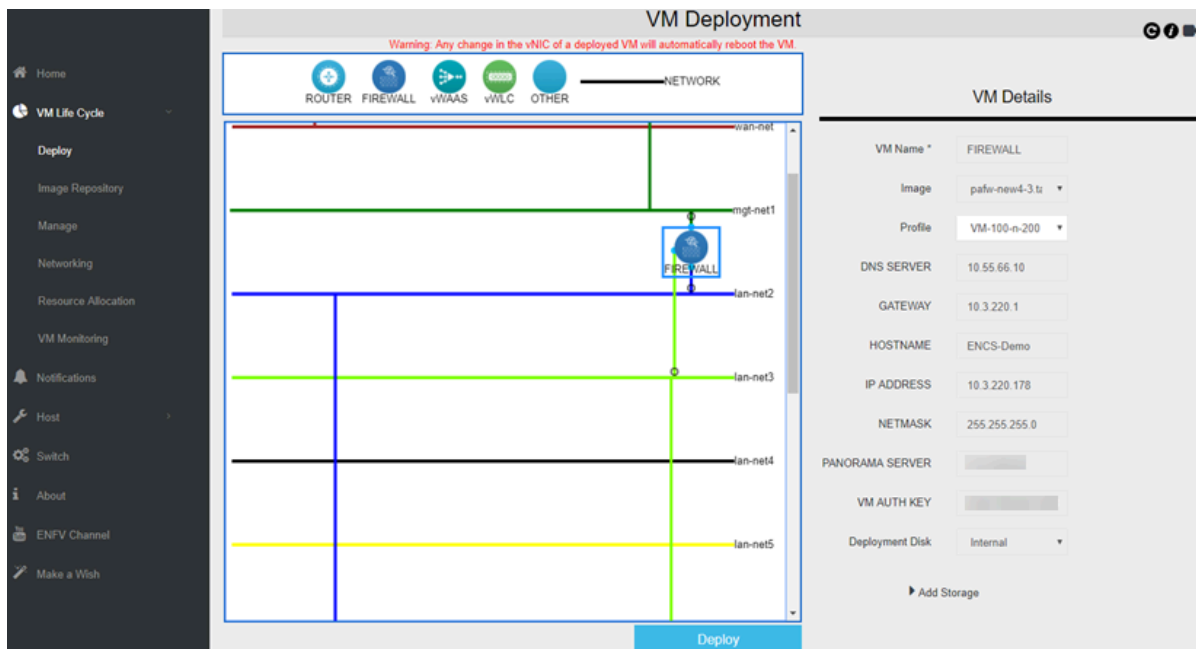 VM Deployment
Warning: Any change in the vNIC of a deployed VM will automatically reboot the VM.
Home
VM Life Cycle
Deploy
Image Repository
Manage
Networking
Resource Allocation
VM Monitoring
Notifications
Host
Switch
About
ENFV Channel
Make a Wish
ROUTER FIREWALL vWAAS vWLC OTHER NETWORK
wan-net
mgt-net1
FIREWALL
lan-net2
lan-net3
lan-net4
lan-net5
Deploy
VM Details
VM Name * FIREWALL
Image pafw-new4-3.ta
Profile VM-100-n-200
DNS SERVER 10.55.66.10
GATEWAY 10.3.220.1
HOSTNAME ENCS-Demo
IP ADDRESS 10.3.220.178
NETMASK 255.255.255.0
PANORAMA SERVER
VM AUTH KEY
Deployment Disk Internal
Add Storage